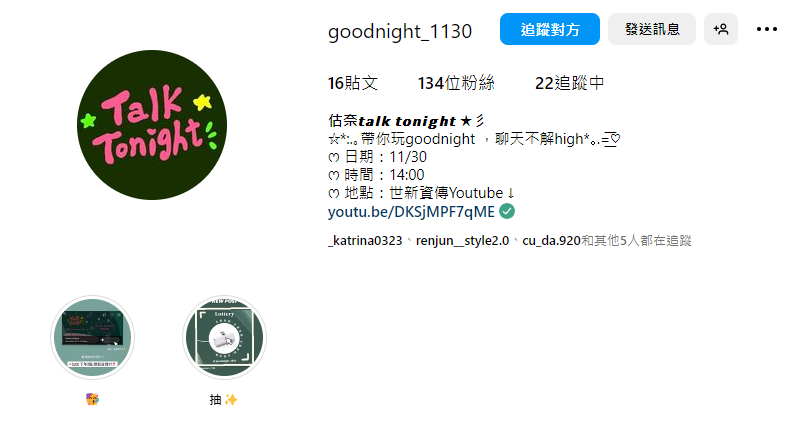 goodnight_1130
追蹤對方
發送訊息
16貼文
134位粉絲
22追蹤中
Talk
Tonight
估奈talk tonight ★彡
☆*:.｡帶你玩goodnight ，聊天不解high*｡.=͟͟͞͞♡
ෆ 日期：11/30
ෆ 時間：14:00
ෆ 地點：世新資傳Youtube↓
youtu.be/DKSjMPF7qME
_katrina0323、renjun__style2.0、cu_da.920和其他5人都在追蹤
NEW POST
Lottery
抽✨